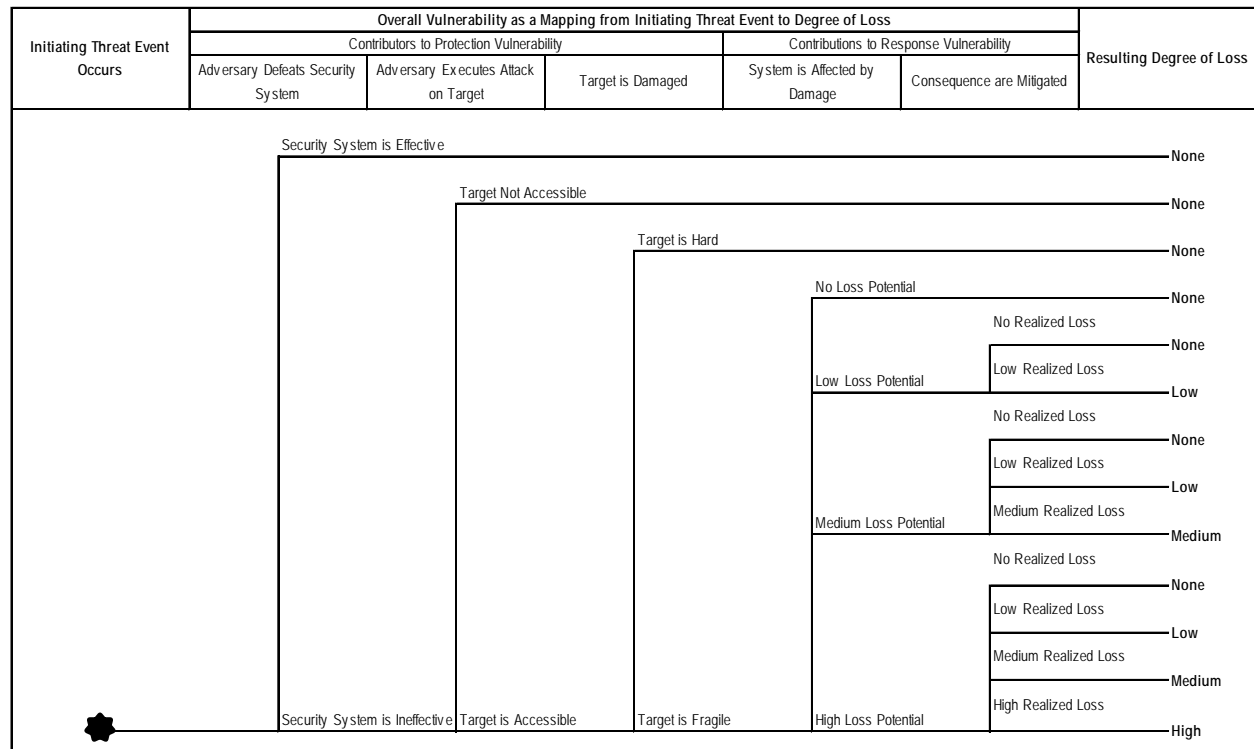 Overall Vulnerability as a Mapping from Initiating Threat Event to Degree of Loss
Initiating Threat Event
Occurs
Contributors to Protection Vulnerability
Contributions to Response Vulnerability
Resulting Degree of Loss
Adversary Defeats Security
System
Adversary Executes Attack
on Target
Target is Damaged
System is Affected by
Damage
Consequence are Mitigated
Security System is Effective
None
Target Not Accessible
None
Target is Hard
None
No Loss Potential
None
No Realized Loss
None
Low Realized Loss
Low Loss Potential
Low
No Realized Loss
None
Low Realized Loss
Low
Medium Realized Loss
Medium Loss Potential
Medium
No Realized Loss
None
Low Realized Loss
Low
Medium Realized Loss
Medium
High Realized Loss
Security System is Ineffective
Target is Accessible
Target is Fragile
High Loss Potential
High